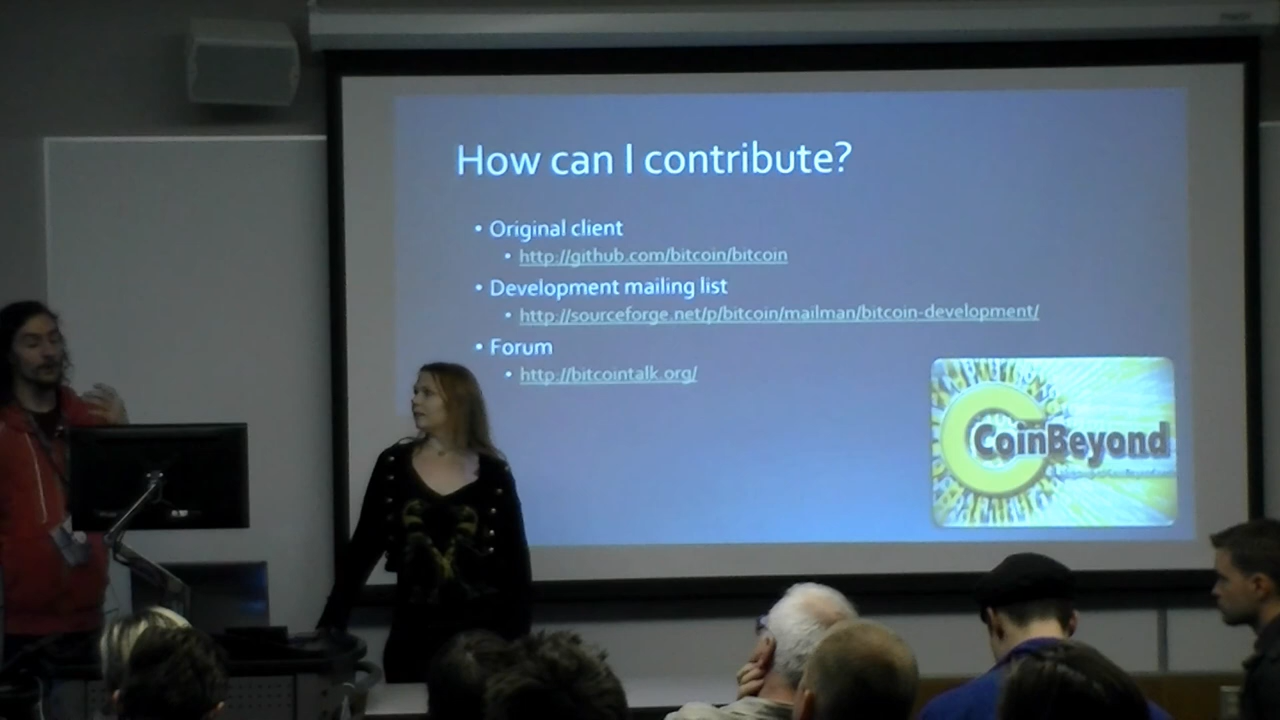 How can I contribute?
• Original client
• http://github.com/bitcoin/bitcoin
• Development mailing list
• http://sourceforge.net/p/bitcoin/mailman/bitcoin-development/
• Forum
• http://bitcointalk.org/
CoinBeyond